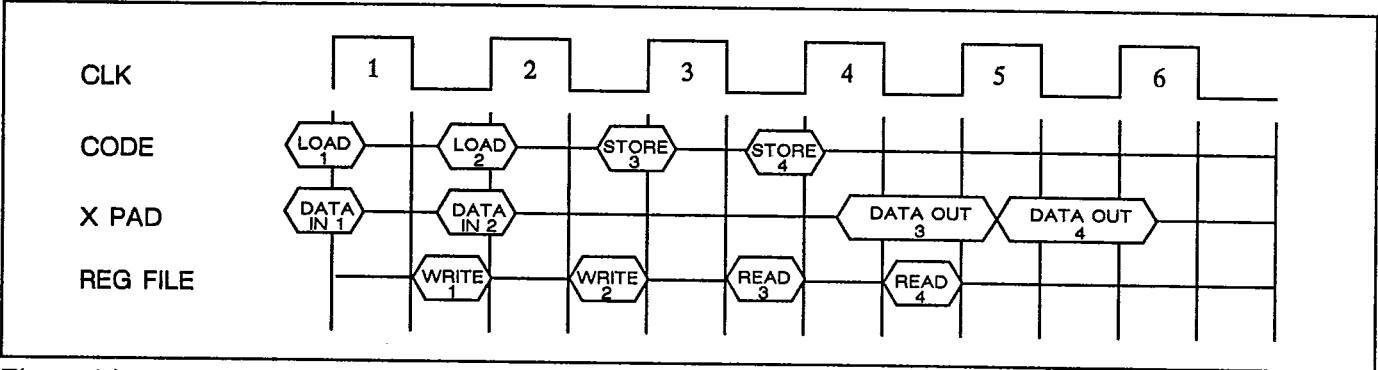 CLK 1 2 3 4 5 6
CODE LOAD 1 LOAD 2 STORE 3 STORE 4
X PAD DATA IN 1 DATA IN 2 DATA OUT 3 DATA OUT 4
REG FILE WRITE 1 WRITE 2 READ 3 READ 4